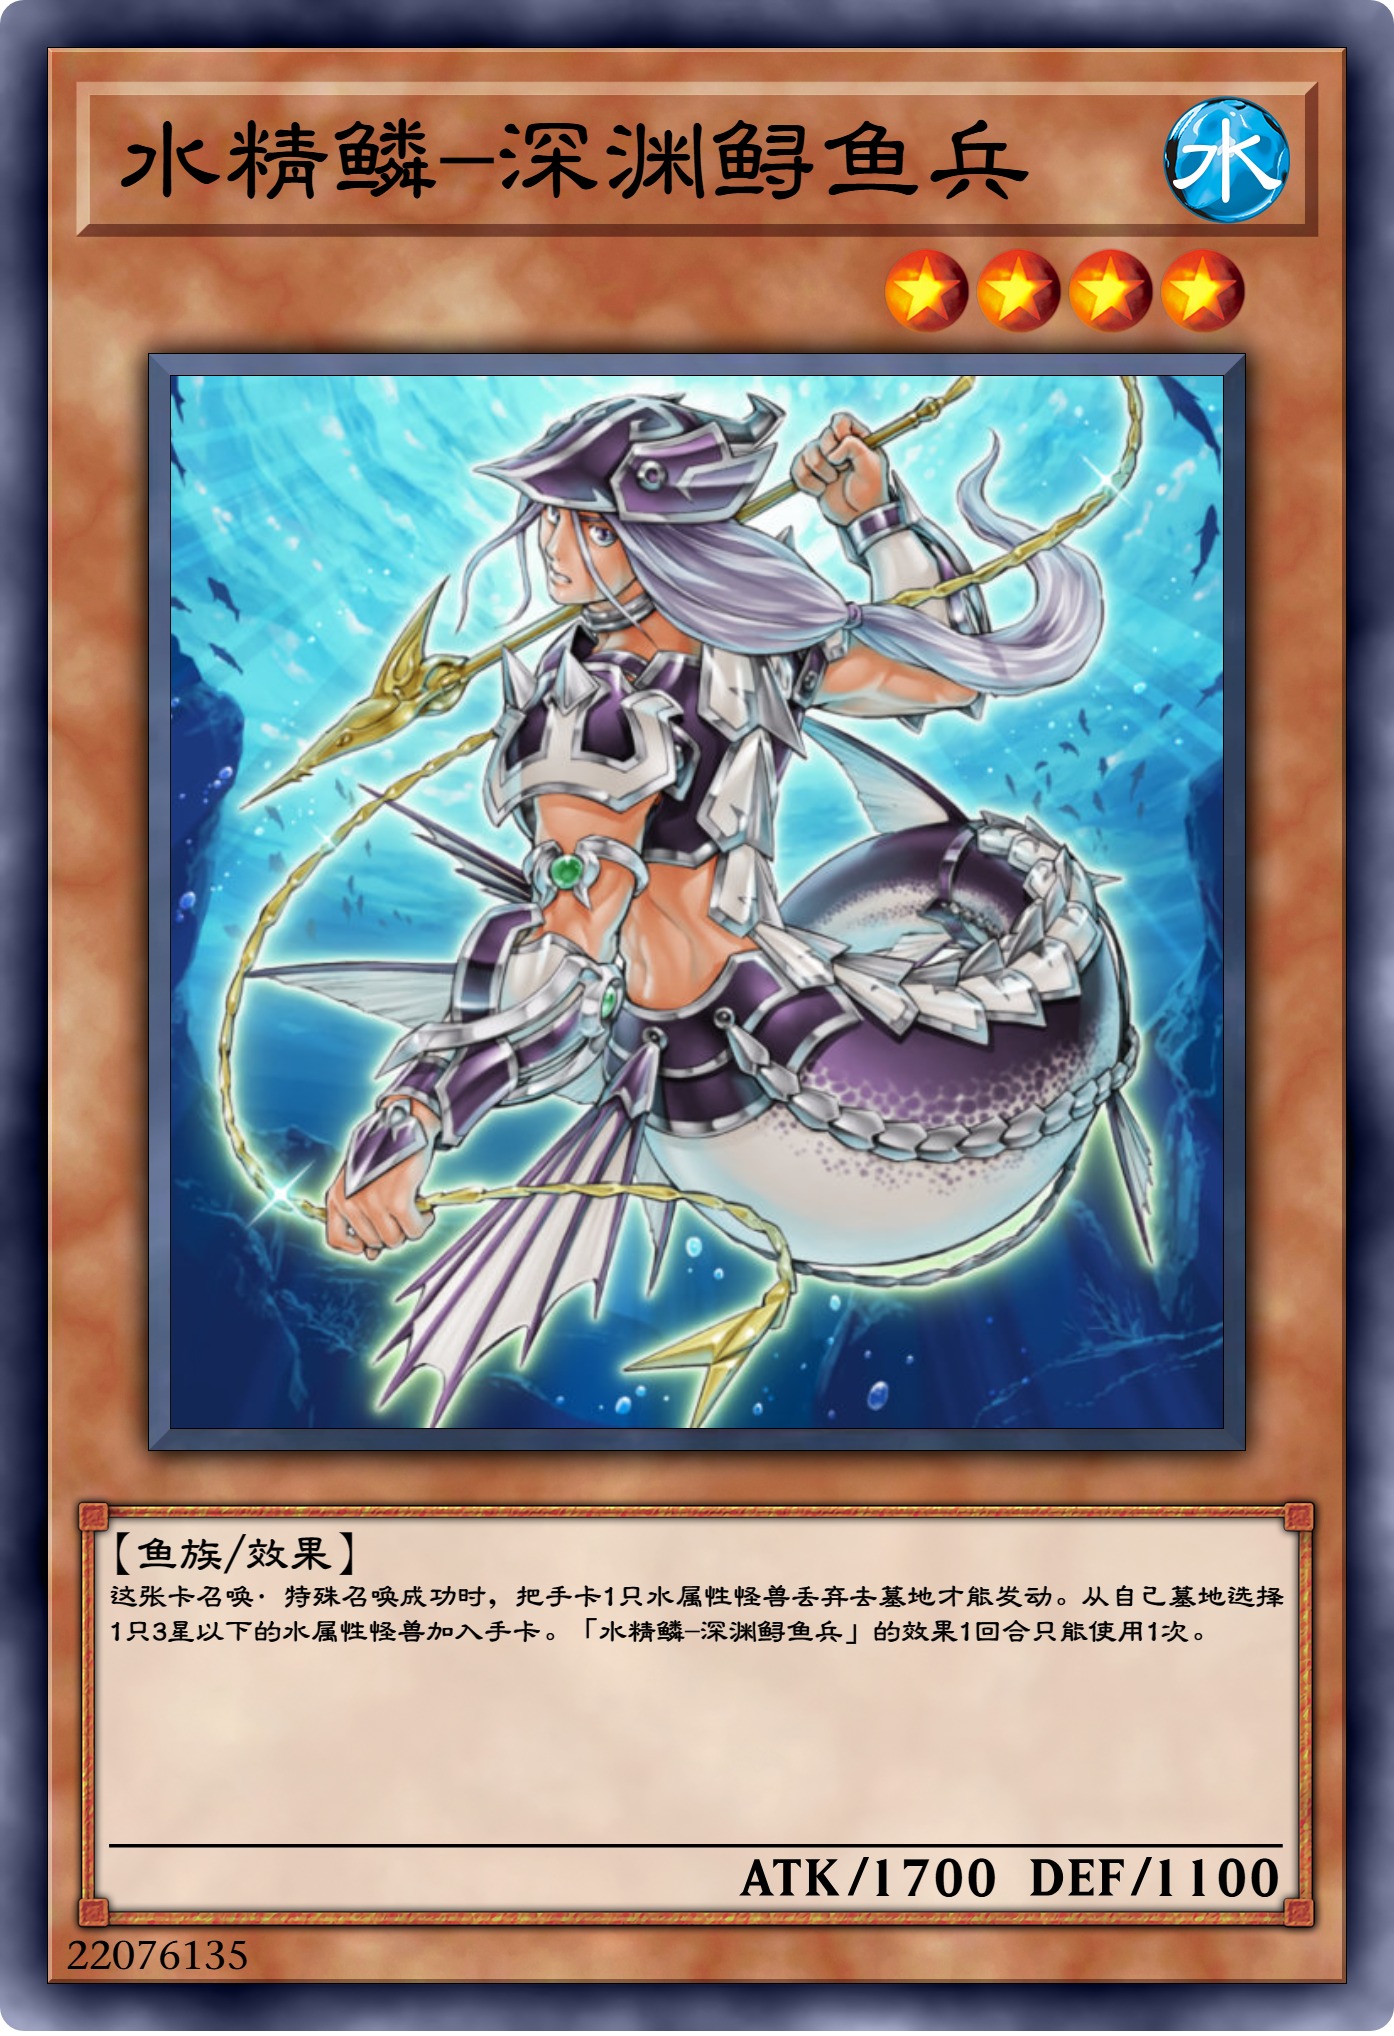 水精鳞-深渊鲟鱼兵
水
【鱼族/效果】
这张卡召唤·特殊召唤成功时，把手卡1只水属性怪兽丢弃去墓地才能发动。从自己墓地选择
1只3星以下的水属性怪兽加入手卡。「水精鳞-深渊鲟鱼兵」的效果1回合只能使用1次。
ATK/1700 DEF/1100
22076135